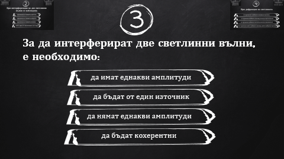 3
За да интерферират две светлинни вълни,
е необходимо:
да имат еднакви амплитуди
да бъдат от един източник
да нямат еднакви амплитуди
да бъдат кохерентни